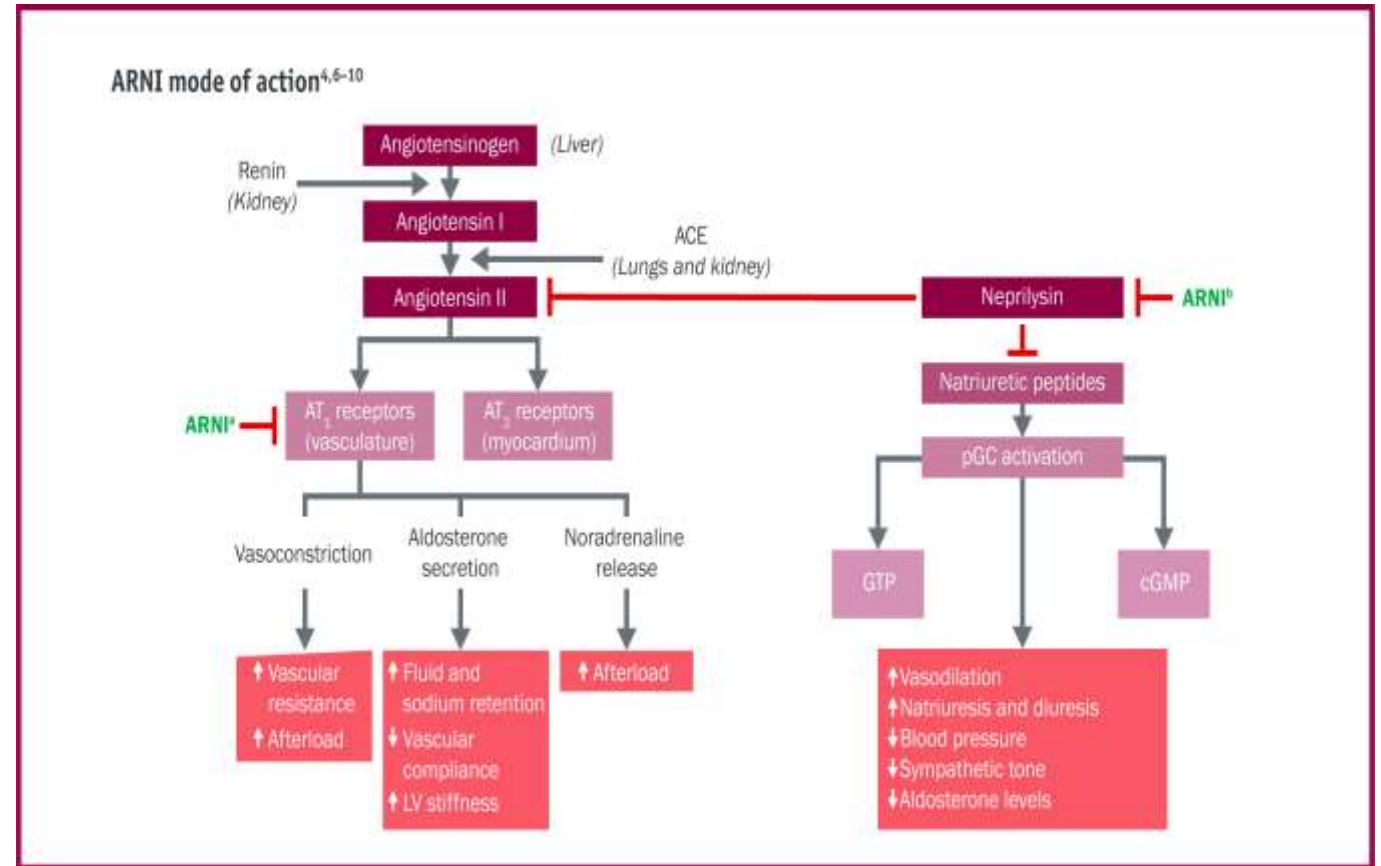 ARNI mode of action⁴,⁶⁻¹⁰
Angiotensinogen
(Liver)
Renin
(Kidney)
Angiotensin I
ACE
(Lungs and kidney)
Angiotensin II
Neprilysin
ARNIᵇ
Natriuretic peptides
ARNIᵃ
AT₁ receptors
(vasculature)
AT₂ receptors
(myocardium)
pGC activation
Vasoconstriction
Aldosterone
secretion
Noradrenaline
release
GTP
cGMP
↑ Vascular
resistance
↑ Afterload
↑ Fluid and
sodium retention
↓ Vascular
compliance
↑ LV stiffness
↑ Afterload
↑Vasodilation
↑Natriuresis and diuresis
↓Blood pressure
↓Sympathetic tone
↓Aldosterone levels